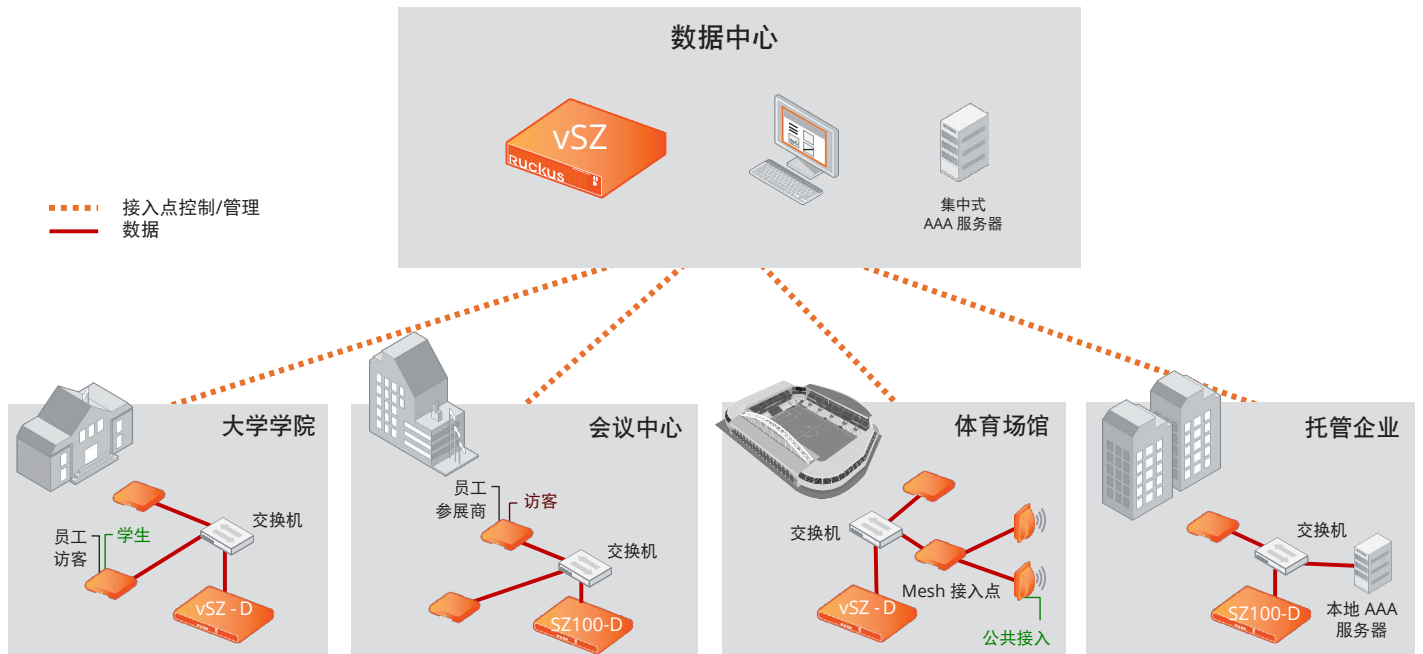 数据中心
vSZ
Ruckus
集中式
AAA 服务器
接入点控制/管理
数据
大学学院
交换机
员工
访客
学生
vSZ - D
会议中心
员工
参展商
访客
交换机
SZ100-D
体育场馆
交换机
Mesh 接入点
vSZ - D
公共接入
托管企业
交换机
SZ100-D
本地 AAA
服务器